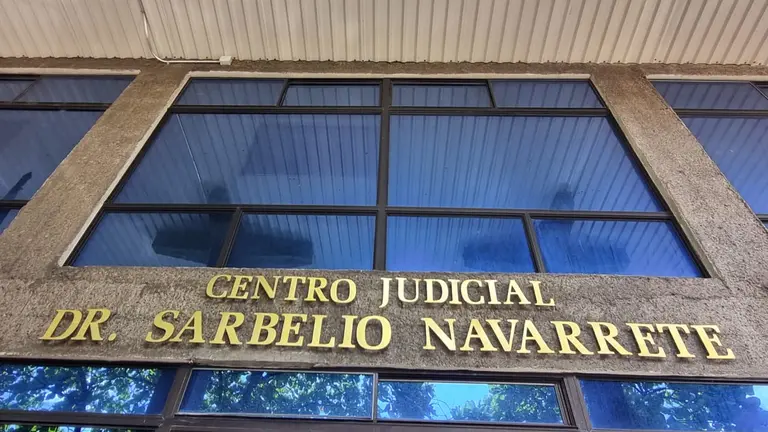 CENTRO JUDICIAL
DR. SARBELIO NAVARRETE